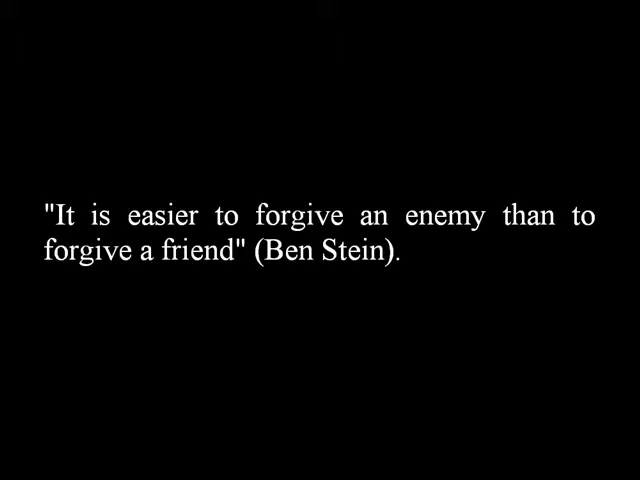 "It is easier to forgive an enemy than to
forgive a friend" (Ben Stein).